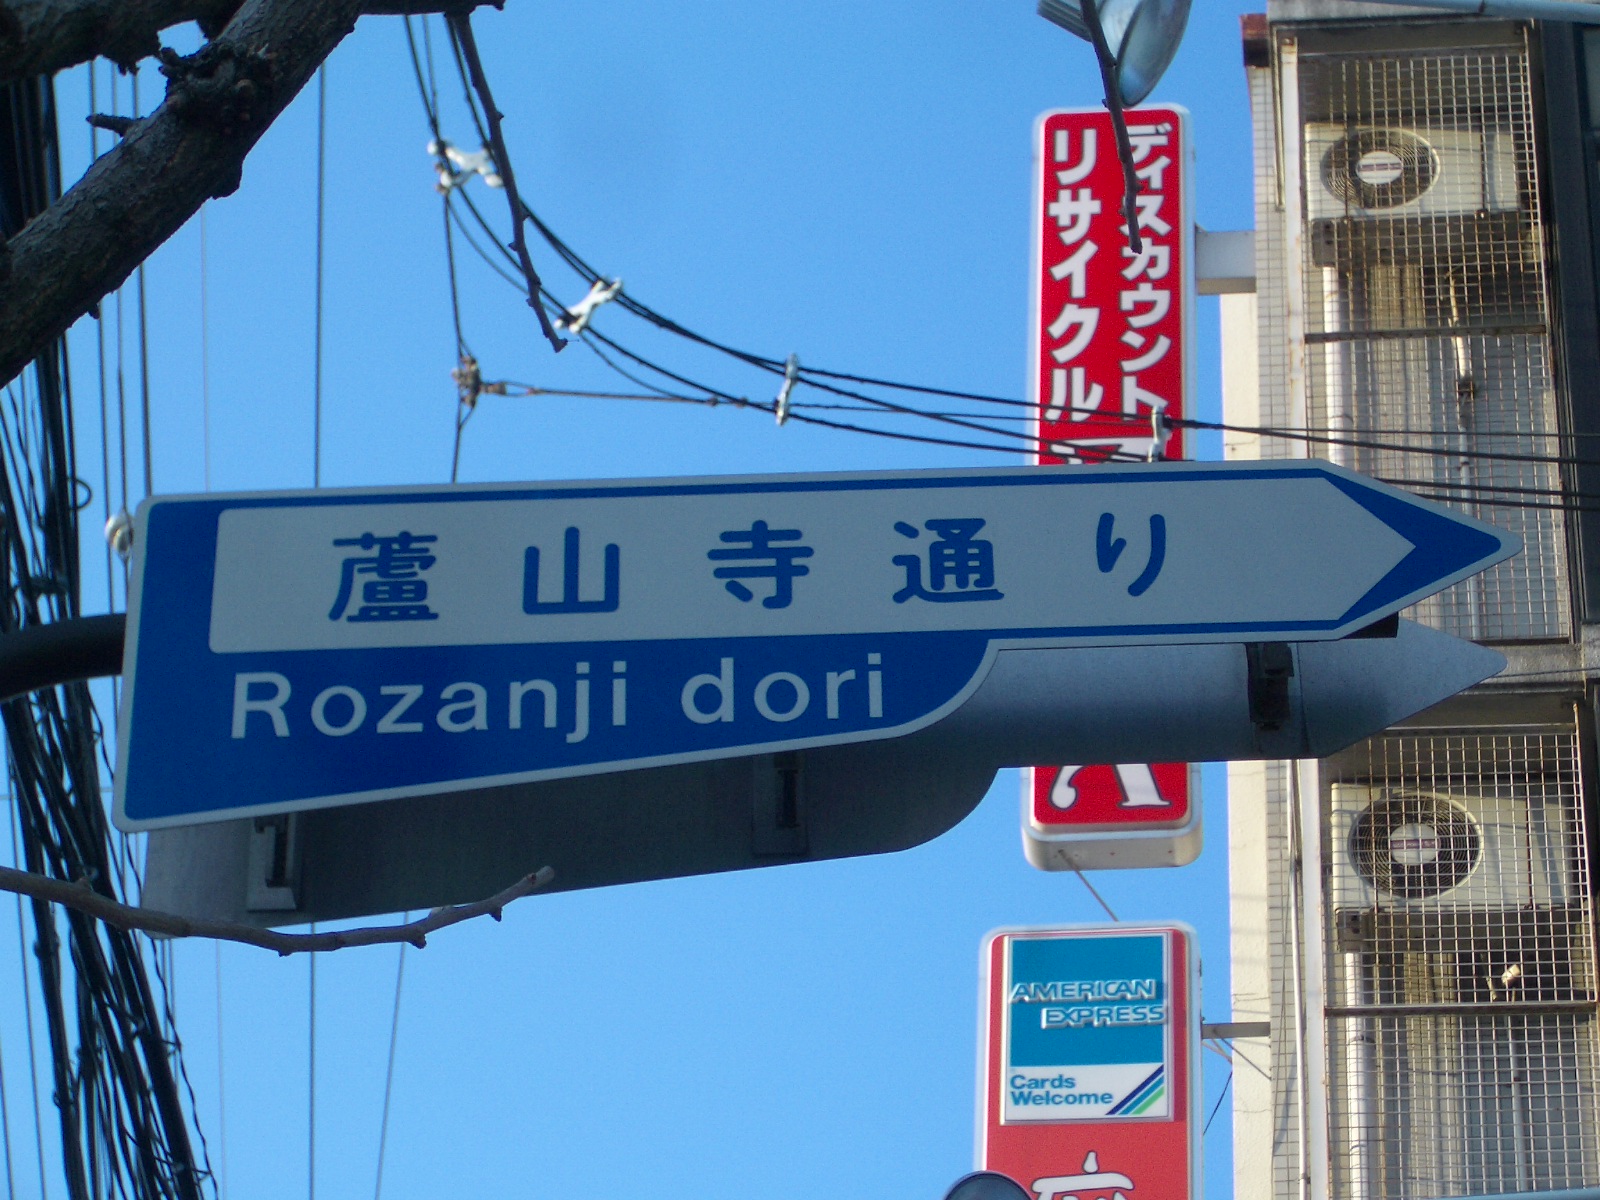 ディスカウント
リサイクル
蘆山寺通り
Rozanji dori
AMERICAN
EXPRESS
Cards
Welcome